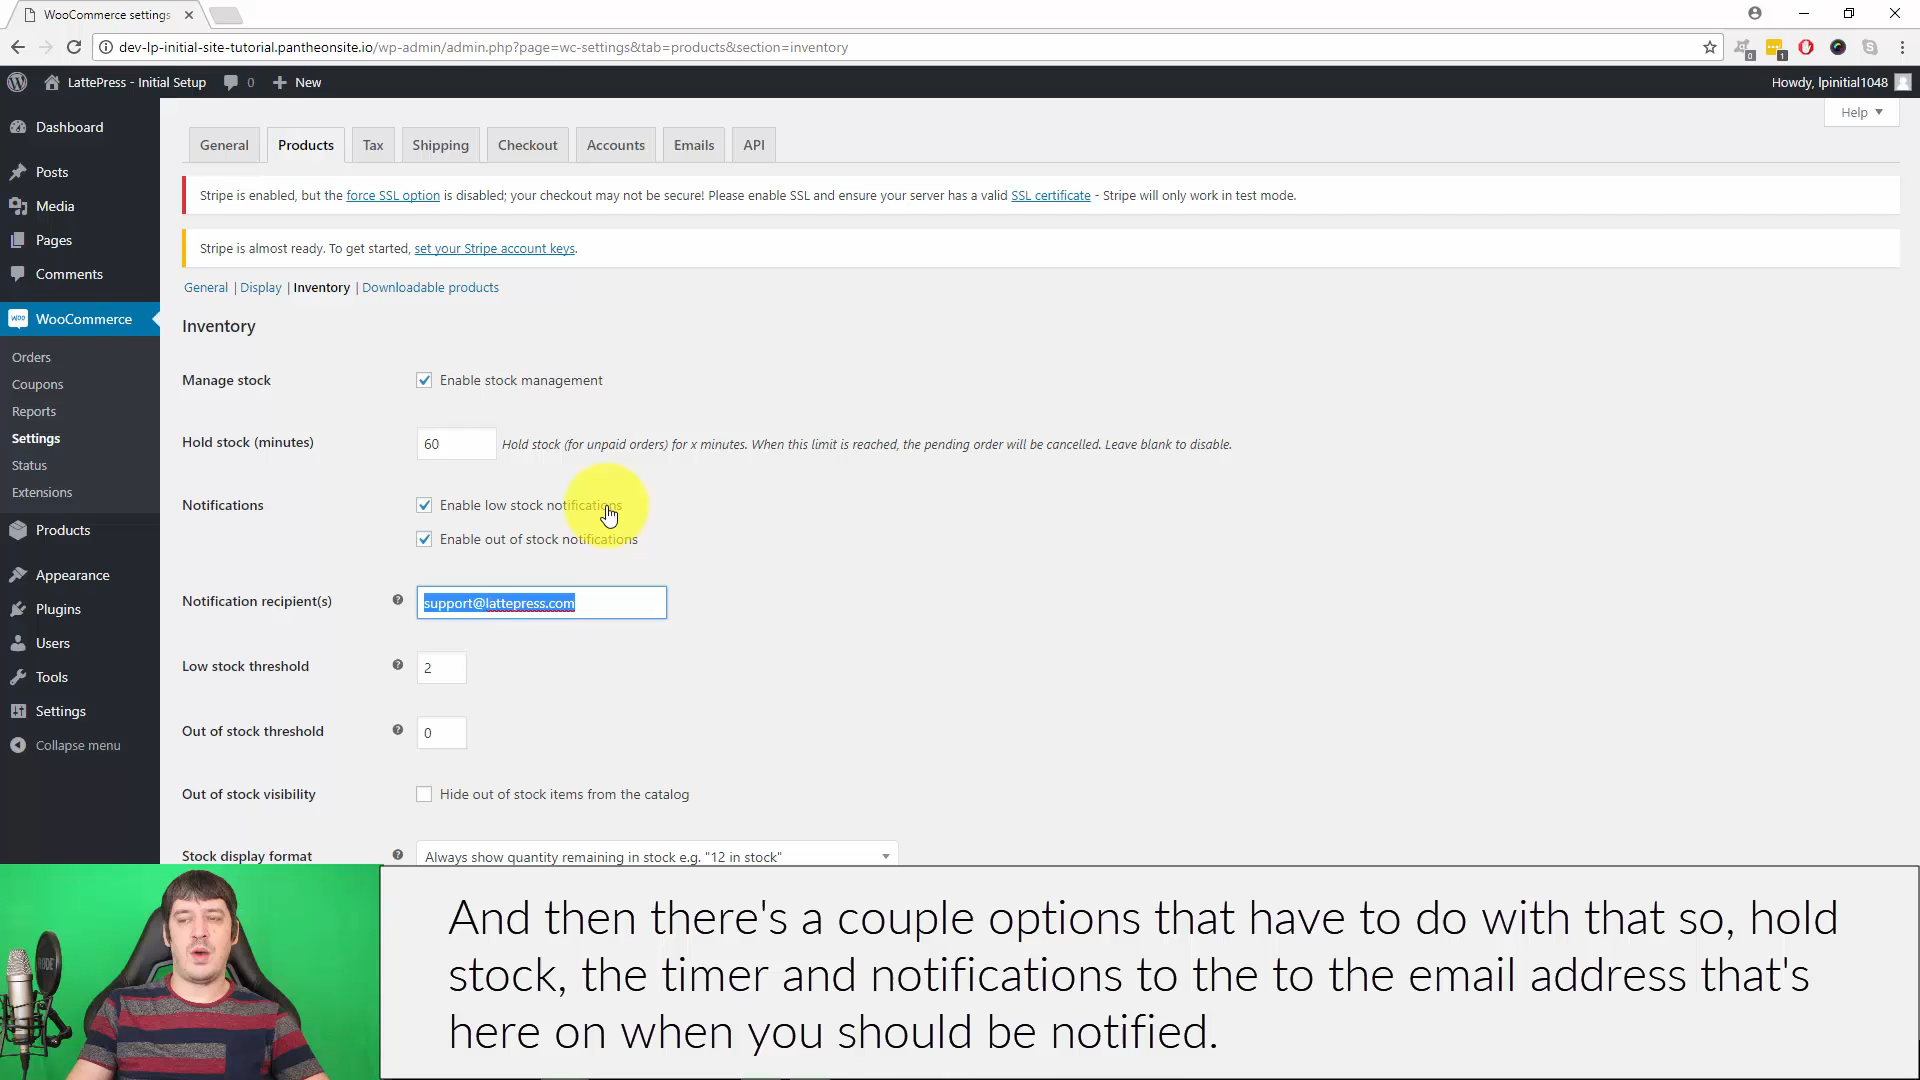 WooCommerce settings
dev-lp-initial-site-tutorial.pantheonsite.io/wp-admin/admin.php?page=wc-settings&tab=products&section=inventory
0
1
LattePress - Initial Setup
0
New
Howdy, lpinitial1048
Help
Dashboard
Posts
Media
Pages
Comments
WOO
WooCommerce
Orders
Coupons
Reports
Settings
Status
Extensions
Products
Appearance
Plugins
Users
Tools
Settings
Collapse menu
General
Products
Tax
Shipping
Checkout
Accounts
Emails
API
Stripe is enabled, but the force SSL option is disabled; your checkout may not be secure! Please enable SSL and ensure your server has a valid SSL certificate - Stripe will only work in test mode.
Stripe is almost ready. To get started, set your Stripe account keys.
General | Display | Inventory | Downloadable products
Inventory
Manage stock
Enable stock management
Hold stock (minutes)
60
Hold stock (for unpaid orders) for x minutes. When this limit is reached, the pending order will be cancelled. Leave blank to disable.
Notifications
Enable low stock notifications
Enable out of stock notifications
Notification recipient(s)
support@lattepress.com
Low stock threshold
2
Out of stock threshold
0
Out of stock visibility
Hide out of stock items from the catalog
Stock display format
Always show quantity remaining in stock e.g. "12 in stock"
RODE
And then there's a couple options that have to do with that so, hold
stock, the timer and notifications to the to the email address that's
here on when you should be notified.